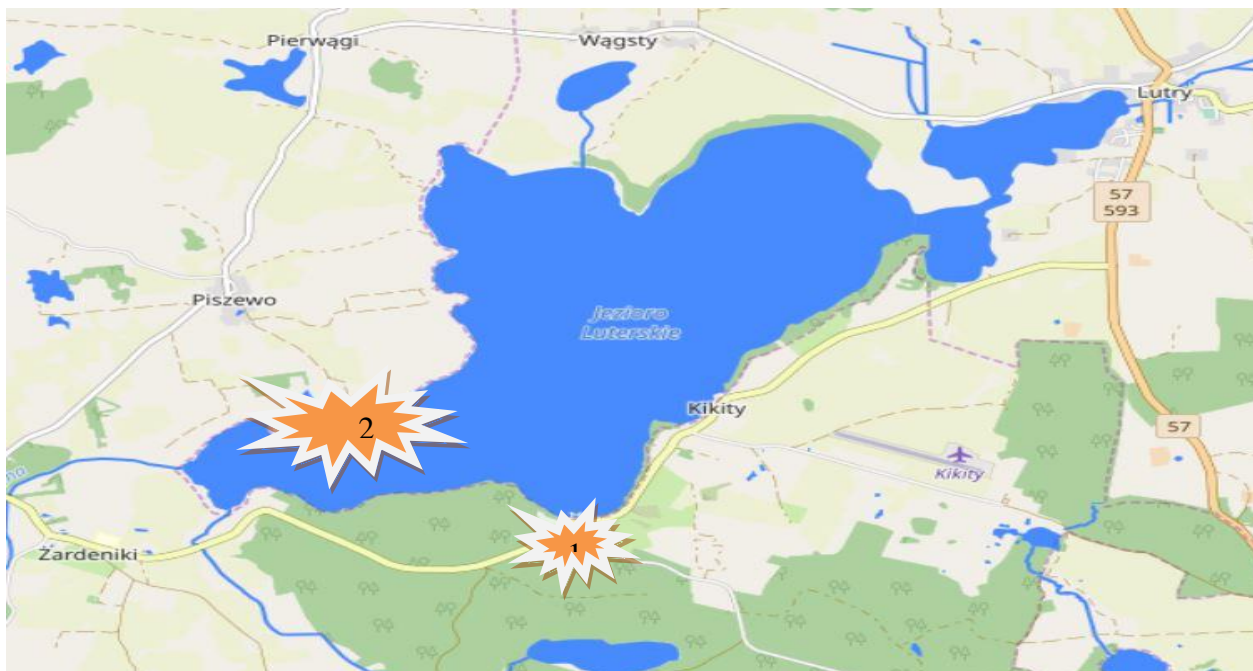 Pierwągi
Wągsty
Lutry
57
593
Piszewo
Jezioro
Luterskie
Kikity
2
57
Kikity
1
Żardeniki